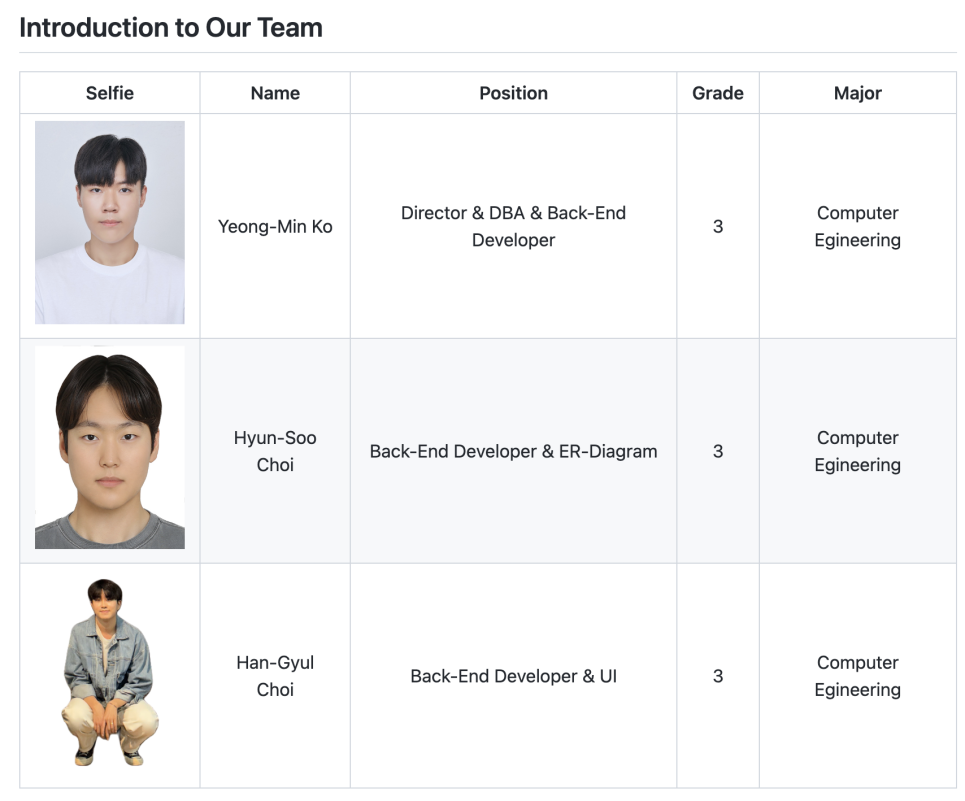 Introduction to Our Team
Selfie Name Position Grade Major
Yeong-Min Ko
Director & DBA & Back-End
Developer
3
Computer
Egineering
Hyun-Soo
Choi
Back-End Developer & ER-Diagram
3
Computer
Egineering
Han-Gyul
Choi
Back-End Developer & UI
3
Computer
Egineering